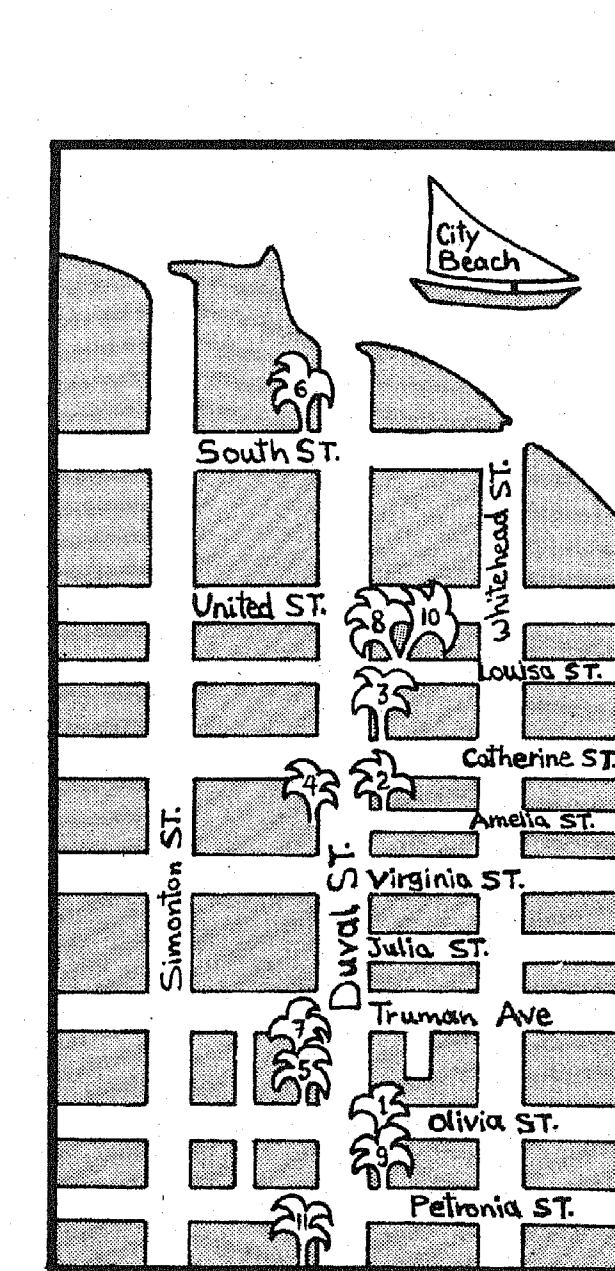 City
Beach
6
South ST.
Whitehead ST.
United ST.
8
10
Louisa ST.
3
Catherine ST.
4
2
Amelia ST.
Simonton ST.
Duval ST.
Virginia ST.
Julia ST.
Truman Ave
7
5
1
Olivia ST.
9
Petronia ST.
11